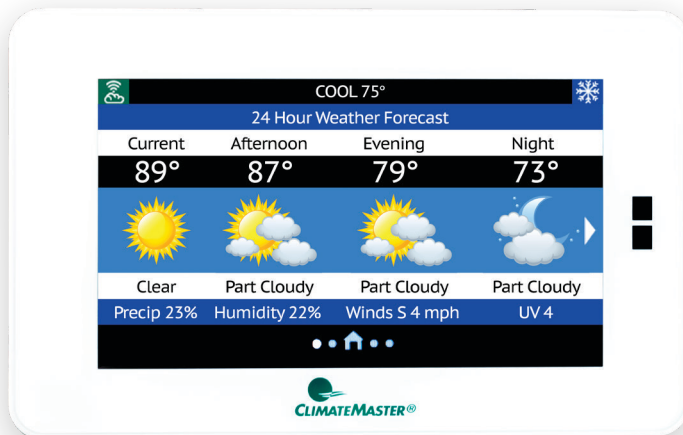 COOL 75°
24 Hour Weather Forecast
Current Afternoon Evening Night
89° 87° 79° 73°
Clear Part Cloudy Part Cloudy Part Cloudy
Precip 23% Humidity 22% Winds S 4 mph UV 4
CLIMATEMASTER®